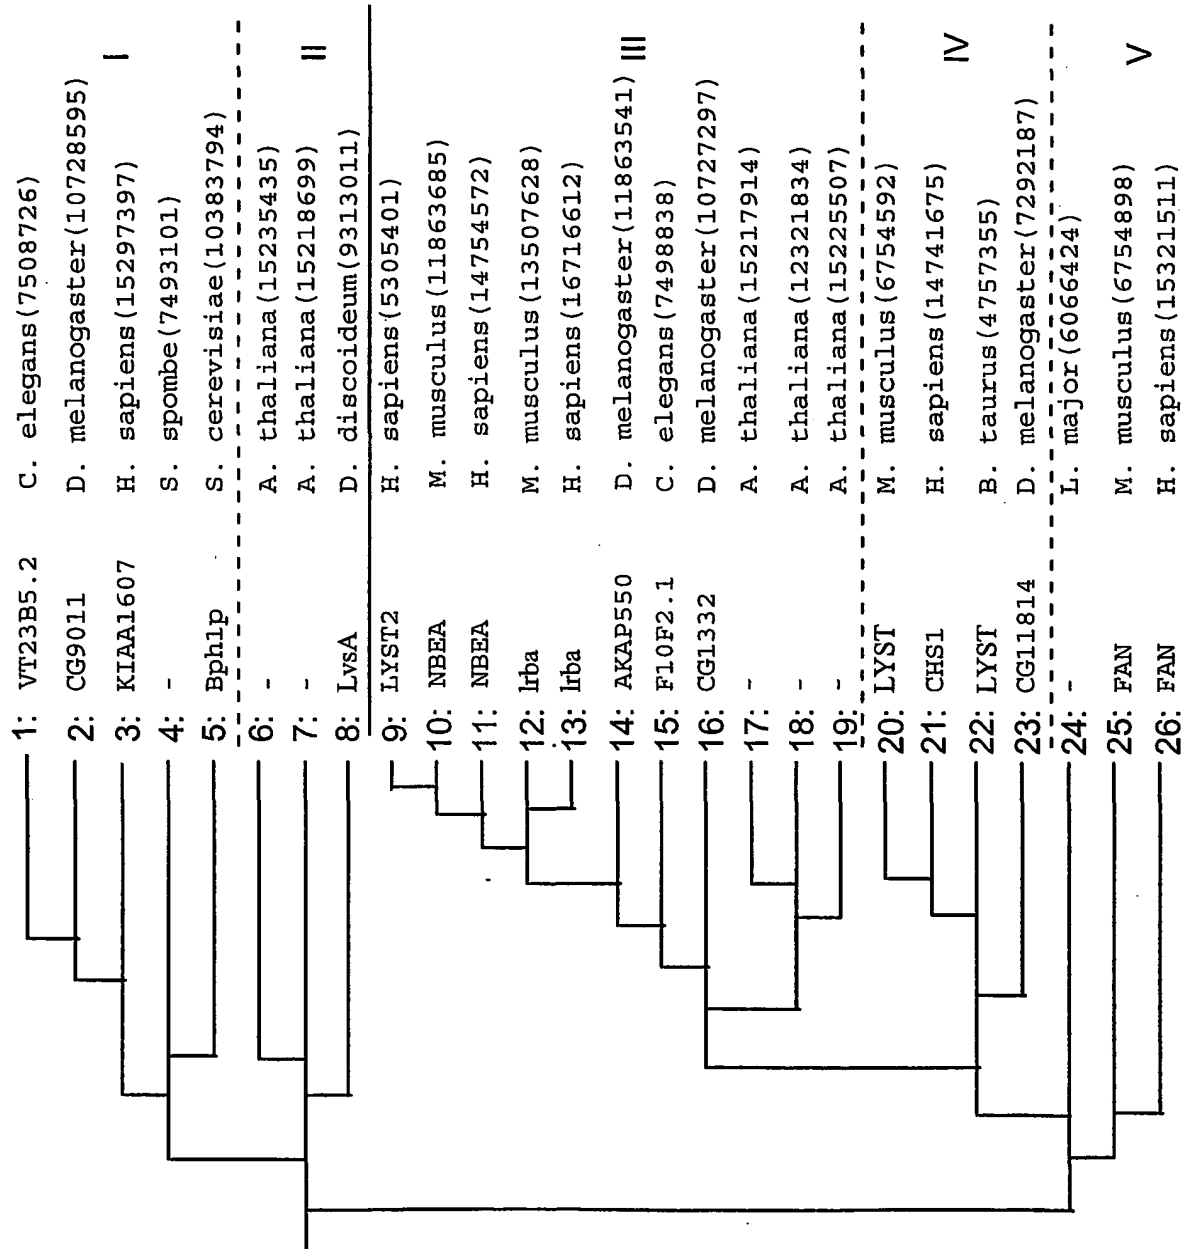 1: VT23B5.2 C. elegans(7508726)
2: CG9011 D. melanogaster(10728595)
3: KIAA1607 H. sapiens(15297397)
4: - S. spombe(7493101)
5: Bph1p S. cerevisiae(10383794)
I
6: - A. thaliana(15235435)
7: - A. thaliana(15218699)
8: LvsA D. discoideum(9313011)
II
9: LYST2 H. sapiens(5305401)
10: NBEA M. musculus(11863685)
11: NBEA H. sapiens(14754572)
12: lrba M. musculus(13507628)
13: lrba H. sapiens(16716612)
14: AKAP550 D. melanogaster(11863541)
15: F10F2.1 C. elegans(7498838)
16: CG1332 D. melanogaster(10727297)
17: - A. thaliana(15217914)
18: - A. thaliana(12321834)
19: - A. thaliana(15225507)
III
20: LYST M. musculus(6754592)
21: CHS1 H. sapiens(14741675)
22: LYST B. taurus(4757355)
23: CG11814 D. melanogaster(7292187)
IV
24: - L. major(6066424)
25: FAN M. musculus(6754898)
26: FAN H. sapiens(15321511)
V